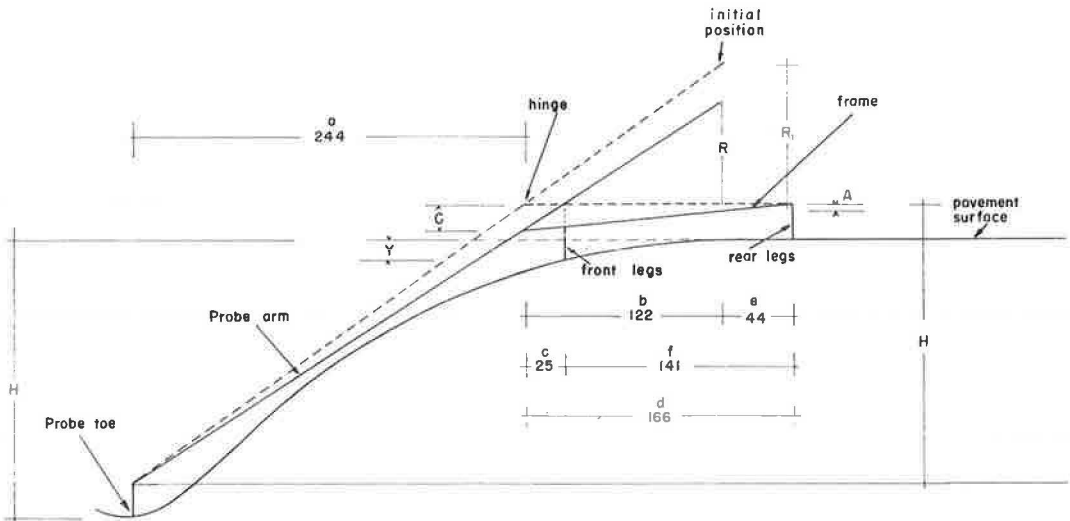 initial
position
hinge
frame
a
244
R
R1
A
G
Y
pavement
surface
front legs
rear legs
b
122
e
44
Probe arm
c
25
f
141
H
H
d
166
Probe toe